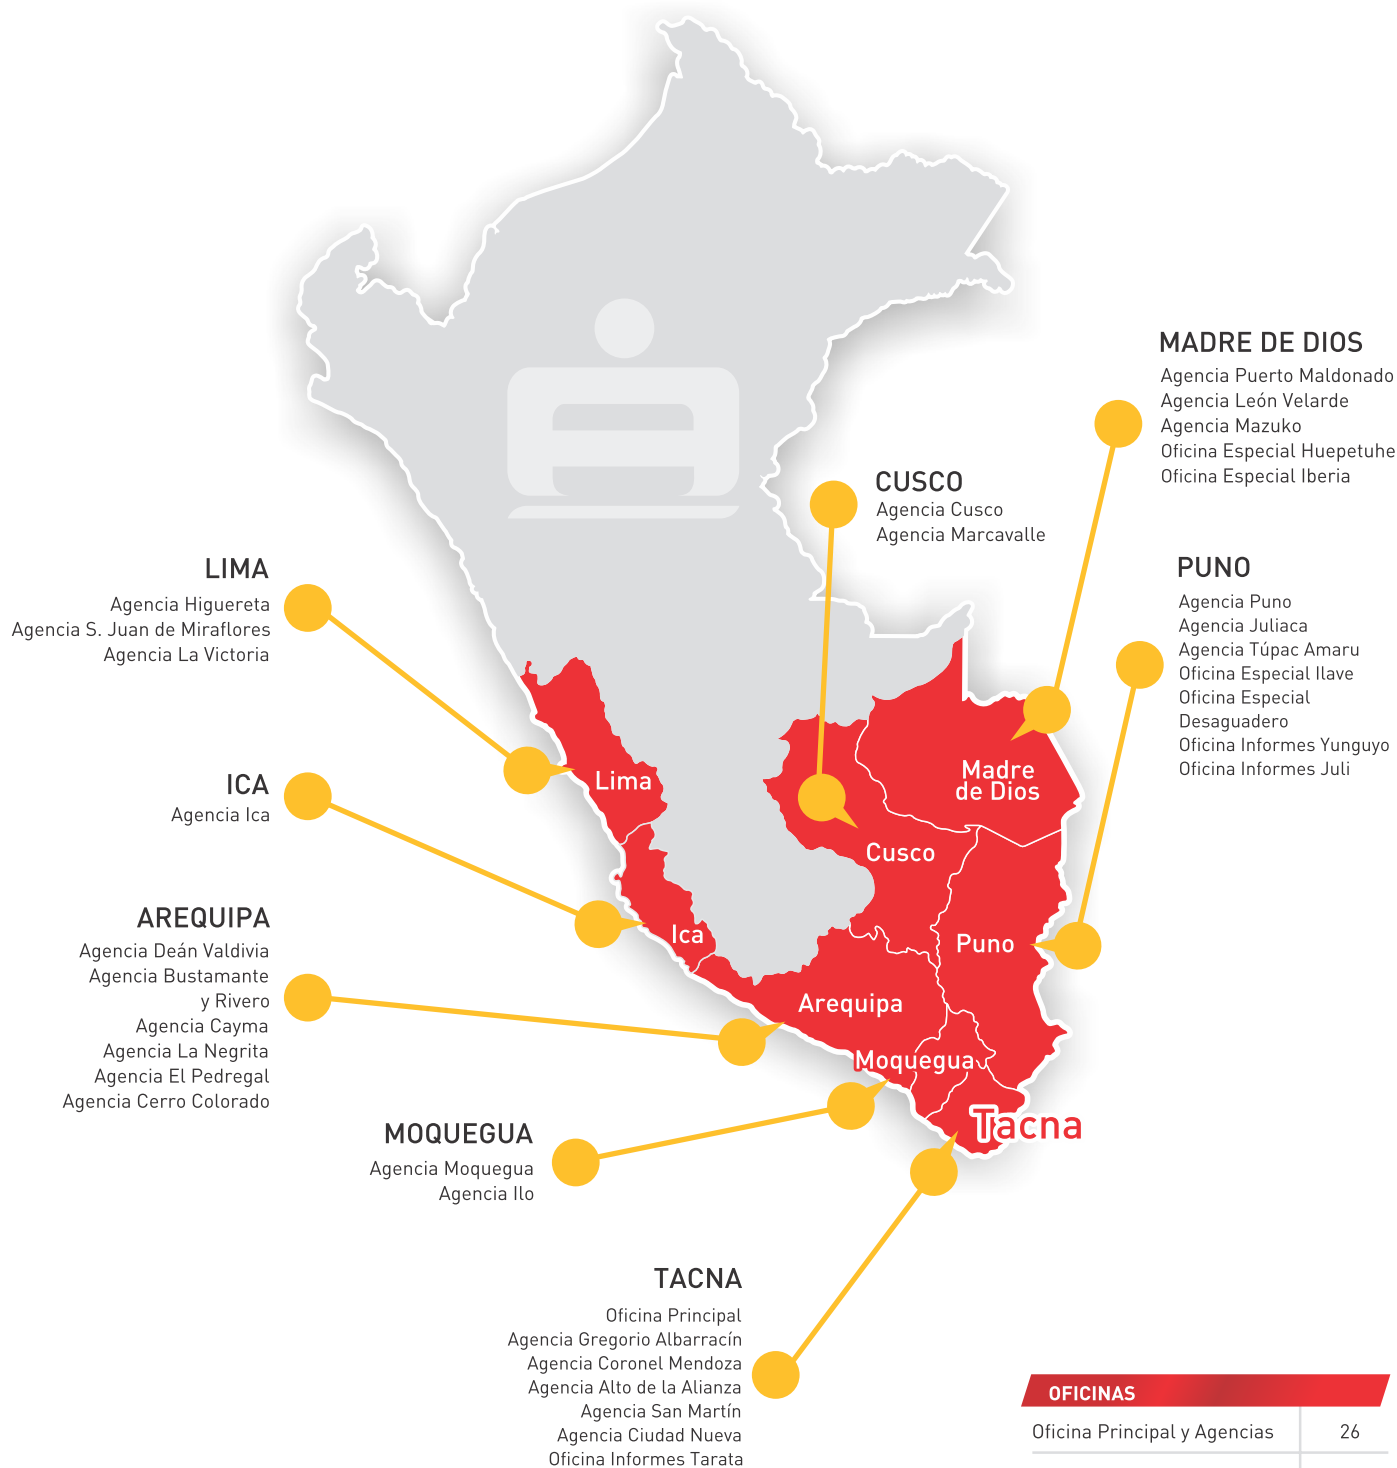 MADRE DE DIOS
Agencia Puerto Maldonado
Agencia León Velarde
Agencia Mazuko
Oficina Especial Huepetuhe
Oficina Especial Iberia
CUSCO
Agencia Cusco
Agencia Marcavalle
LIMA
Agencia Higuereta
Agencia S. Juan de Miraflores
Agencia La Victoria
PUNO
Agencia Puno
Agencia Juliaca
Agencia Túpac Amaru
Oficina Especial Ilave
Oficina Especial
Desaguadero
Oficina Informes Yunguyo
Oficina Informes Juli
ICA
Agencia Ica
AREQUIPA
Agencia Deán Valdivia
Agencia Bustamante
y Rivero
Agencia Cayma
Agencia La Negrita
Agencia El Pedregal
Agencia Cerro Colorado
Lima
Madre
de Dios
Cusco
Ica
Puno
Arequipa
Moquegua
Tacna
MOQUEGUA
Agencia Moquegua
Agencia Ilo
TACNA
Oficina Principal
Agencia Gregorio Albarracín
Agencia Coronel Mendoza
Agencia Alto de la Alianza
Agencia San Martín
Agencia Ciudad Nueva
Oficina Informes Tarata
OFICINAS
Oficina Principal y Agencias 26